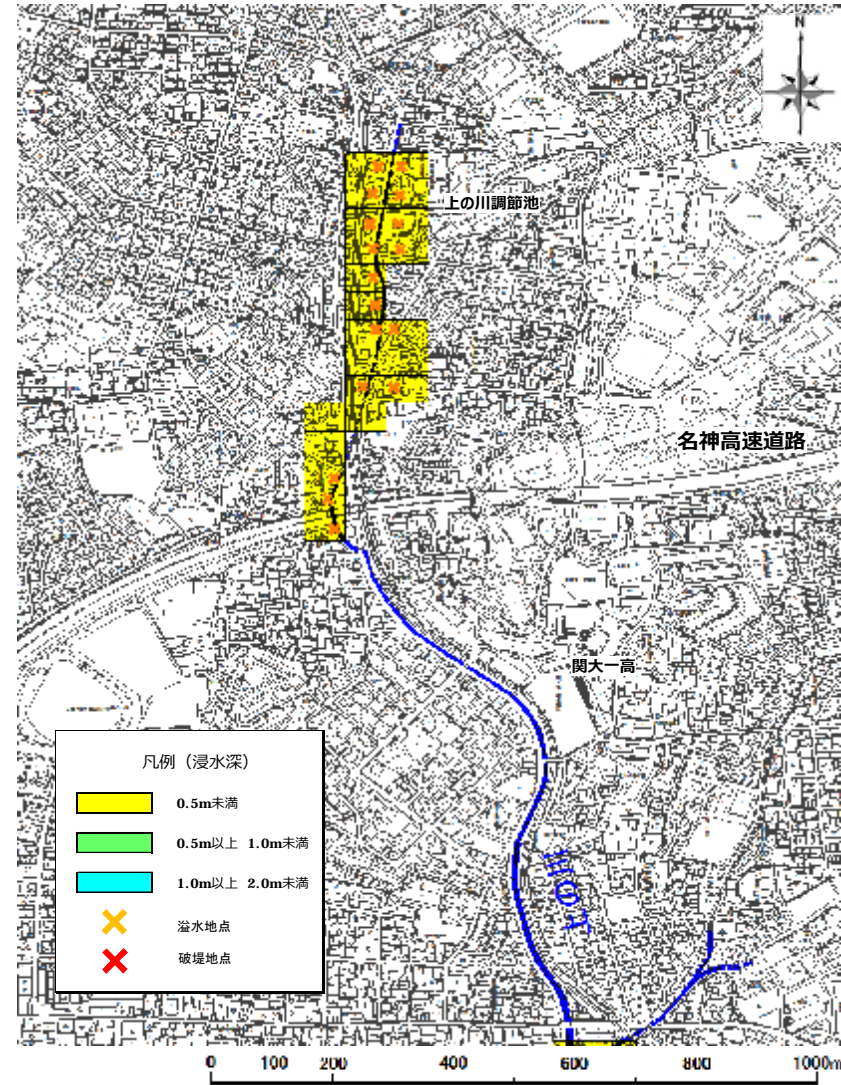 N
上の川調節池
名神高速道路
関大一高
凡例（浸水深）
0.5m未満
0.5m以上 1.0m未満
1.0m以上 2.0m未満
溢水地点
破堤地点
上の川
0 100 200 400 600 800 1000m